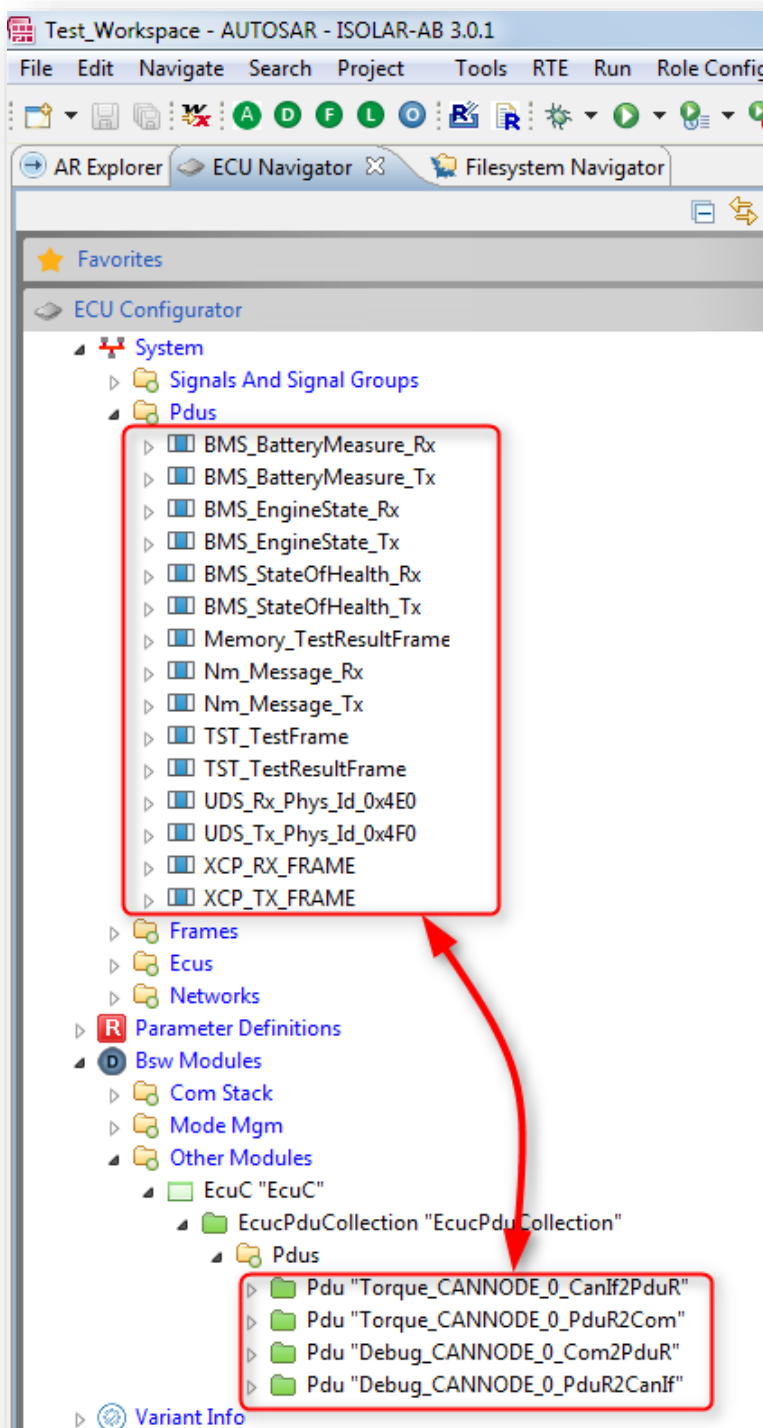 Test_Workspace - AUTOSAR - ISOLAR-AB 3.0.1
File Edit Navigate Search Project Tools RTE Run Role Config
A D F L O R R
AR Explorer ECU Navigator Filesystem Navigator
Favorites
ECU Configurator
System
Signals And Signal Groups
Pdus
BMS_BatteryMeasure_Rx
BMS_BatteryMeasure_Tx
BMS_EngineState_Rx
BMS_EngineState_Tx
BMS_StateOfHealth_Rx
BMS_StateOfHealth_Tx
Memory_TestResultFrame
Nm_Message_Rx
Nm_Message_Tx
TST_TestFrame
TST_TestResultFrame
UDS_Rx_Phys_Id_0x4E0
UDS_Tx_Phys_Id_0x4F0
XCP_RX_FRAME
XCP_TX_FRAME
Frames
Ecus
Networks
R Parameter Definitions
D Bsw Modules
Com Stack
Mode Mgm
Other Modules
EcuC "EcuC"
EcucPduCollection "EcucPduCollection"
Pdus
Pdu "Torque_CANNODE_0_CanIf2PduR"
Pdu "Torque_CANNODE_0_PduR2Com"
Pdu "Debug_CANNODE_0_Com2PduR"
Pdu "Debug_CANNODE_0_PduR2CanIf"
Variant Info